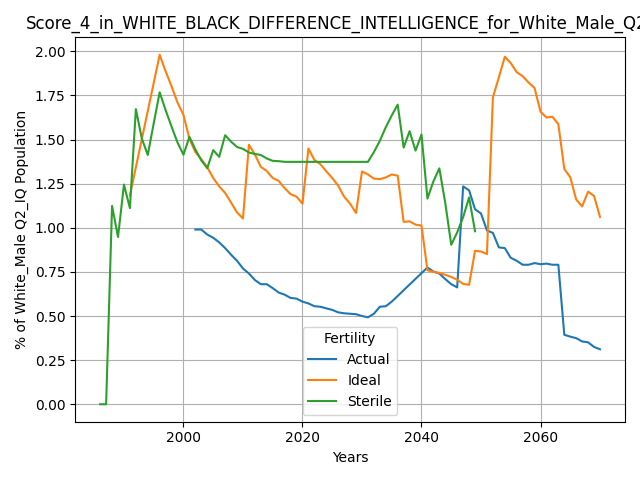 Score_4_in_WHITE_BLACK_DIFFERENCE_INTELLIGENCE_for_White_Male_Q2
2.00
1.75
1.50
1.25
1.00
0.75
0.50
0.25
0.00
% of White_Male Q2_IQ Population
Fertility
Actual
Ideal
Sterile
2000
2020
2040
2060
Years